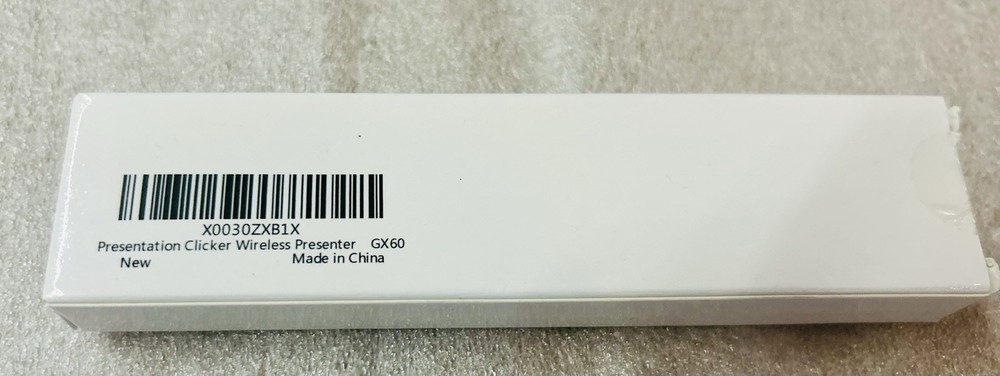 X0030ZXB1X
Presentation Clicker Wireless Presenter GX60
New Made in China